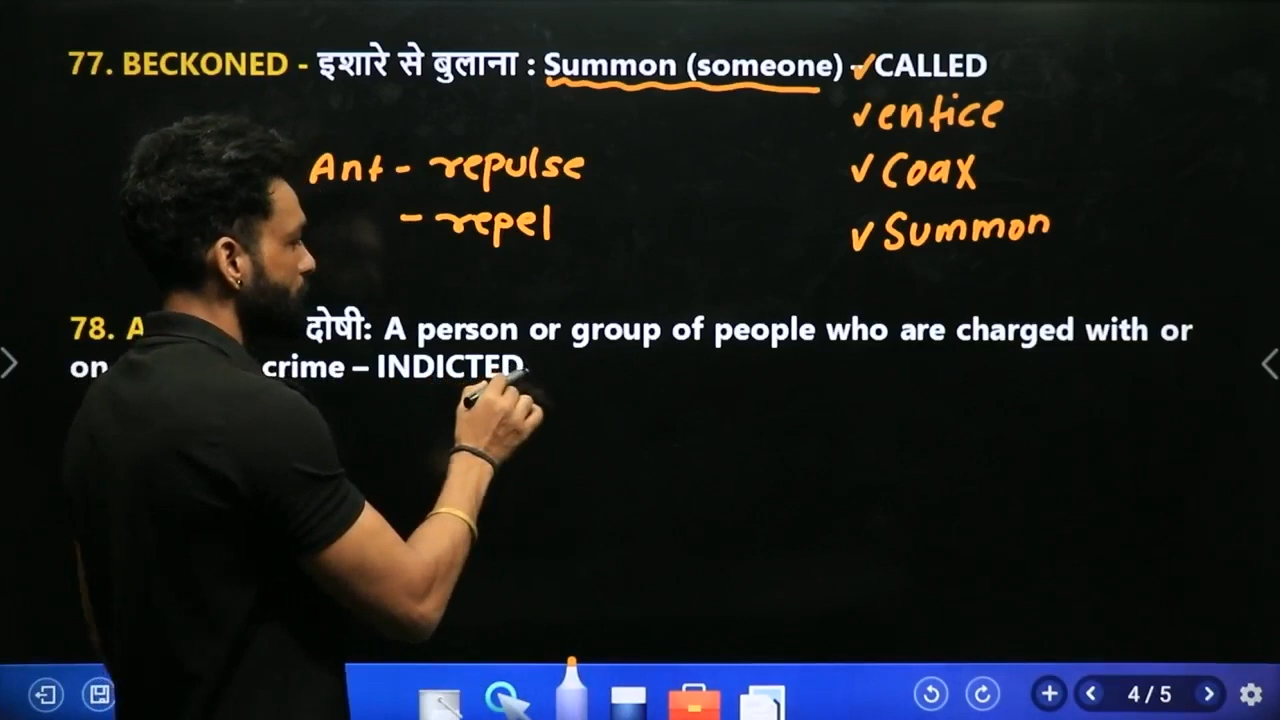 77. BECKONED - इशारे से बुलाना : Summon (someone) - CALLED
✓ entice
Ant - repulse
✓ Coax
- repel
✓ Summon
78. A दोषी: A person or group of people who are charged with or
on crime – INDICTED
4 / 5